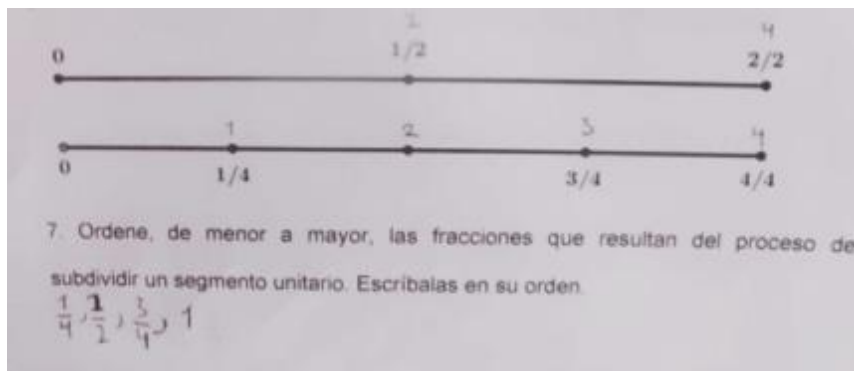 2 4
0 1/2 2/2
1 2 3 4
0 1/4 3/4 4/4
7. Ordene, de menor a mayor, las fracciones que resultan del proceso de
subdividir un segmento unitario. Escríbalas en su orden.
1/4, 1/2, 3/4, 1